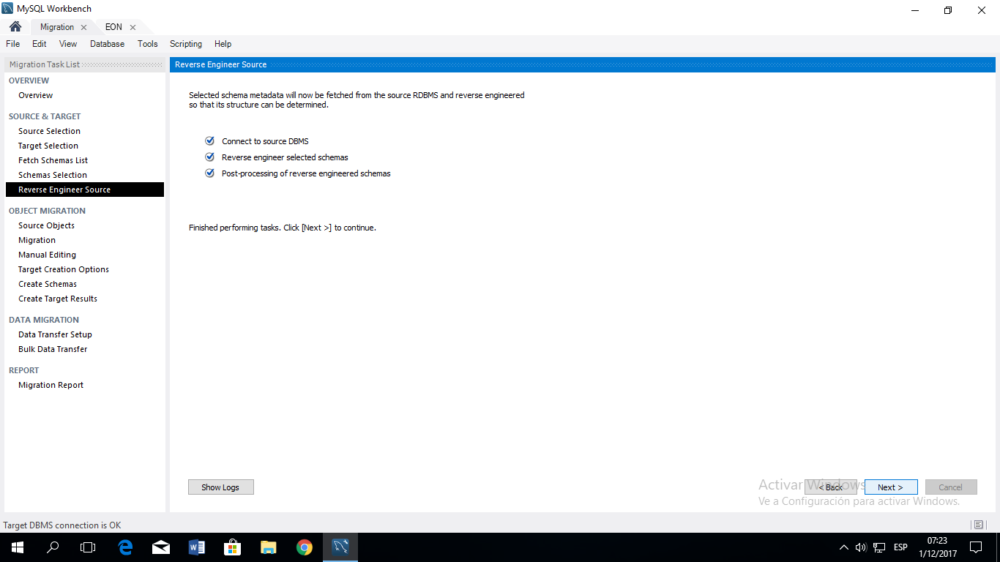 MySQL Workbench
Migration
EON
File Edit View Database Tools Scripting Help
Migration Task List
OVERVIEW
Overview
SOURCE & TARGET
Source Selection
Target Selection
Fetch Schemas List
Schemas Selection
Reverse Engineer Source
OBJECT MIGRATION
Source Objects
Migration
Manual Editing
Target Creation Options
Create Schemas
Create Target Results
DATA MIGRATION
Data Transfer Setup
Bulk Data Transfer
REPORT
Migration Report
Reverse Engineer Source
Selected schema metadata will now be fetched from the source RDBMS and reverse engineered
so that its structure can be determined.
Connect to source DBMS
Reverse engineer selected schemas
Post-processing of reverse engineered schemas
Finished performing tasks. Click [Next >] to continue.
Show Logs
< Back
Next >
Cancel
Activar Windows
Ve a Configuración para activar Windows.
Target DBMS connection is OK
ESP
07:23
1/12/2017